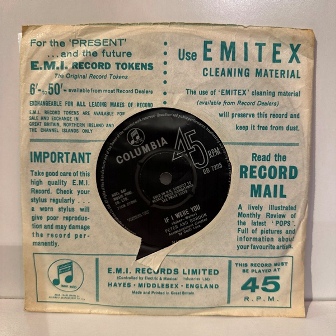 For the 'PRESENT'
... and the future
E.M.I. RECORD TOKENS
The Original Record Tokens
6'- to 50'- available from most Record Dealers
EXCHANGEABLE FOR ALL LEADING MAKES OF RECORD
E.M.I. RECORD TOKENS ARE AVAILABLE FOR
SALE AND EXCHANGE IN
GREAT BRITAIN, NORTHERN IRELAND AND
THE CHANNEL ISLANDS ONLY
Use EMITEX
CLEANING MATERIAL
The use of 'EMITEX' cleaning material
(available from Record Dealers)
will preserve this record and
keep it free from dust.
IMPORTANT
Take good care of this
high quality E.M.I.
Record. Check your
stylus regularly . . .
a worn stylus will
give poor reproduc-
tion and may damage
the record per-
manently.
COLUMBIA
45
RPM
IF I WERE YOU
Read the
RECORD
MAIL
A lively Illustrated
Monthly Review of
the latest 'POPS'.
Full of pictures and
information about
your favourite artists.
E.M.I. RECORDS LIMITED
HAYES · MIDDLESEX · ENGLAND
Made and Printed in Great Britain
THIS RECORD MUST
BE PLAYED AT
45
R.P.M.